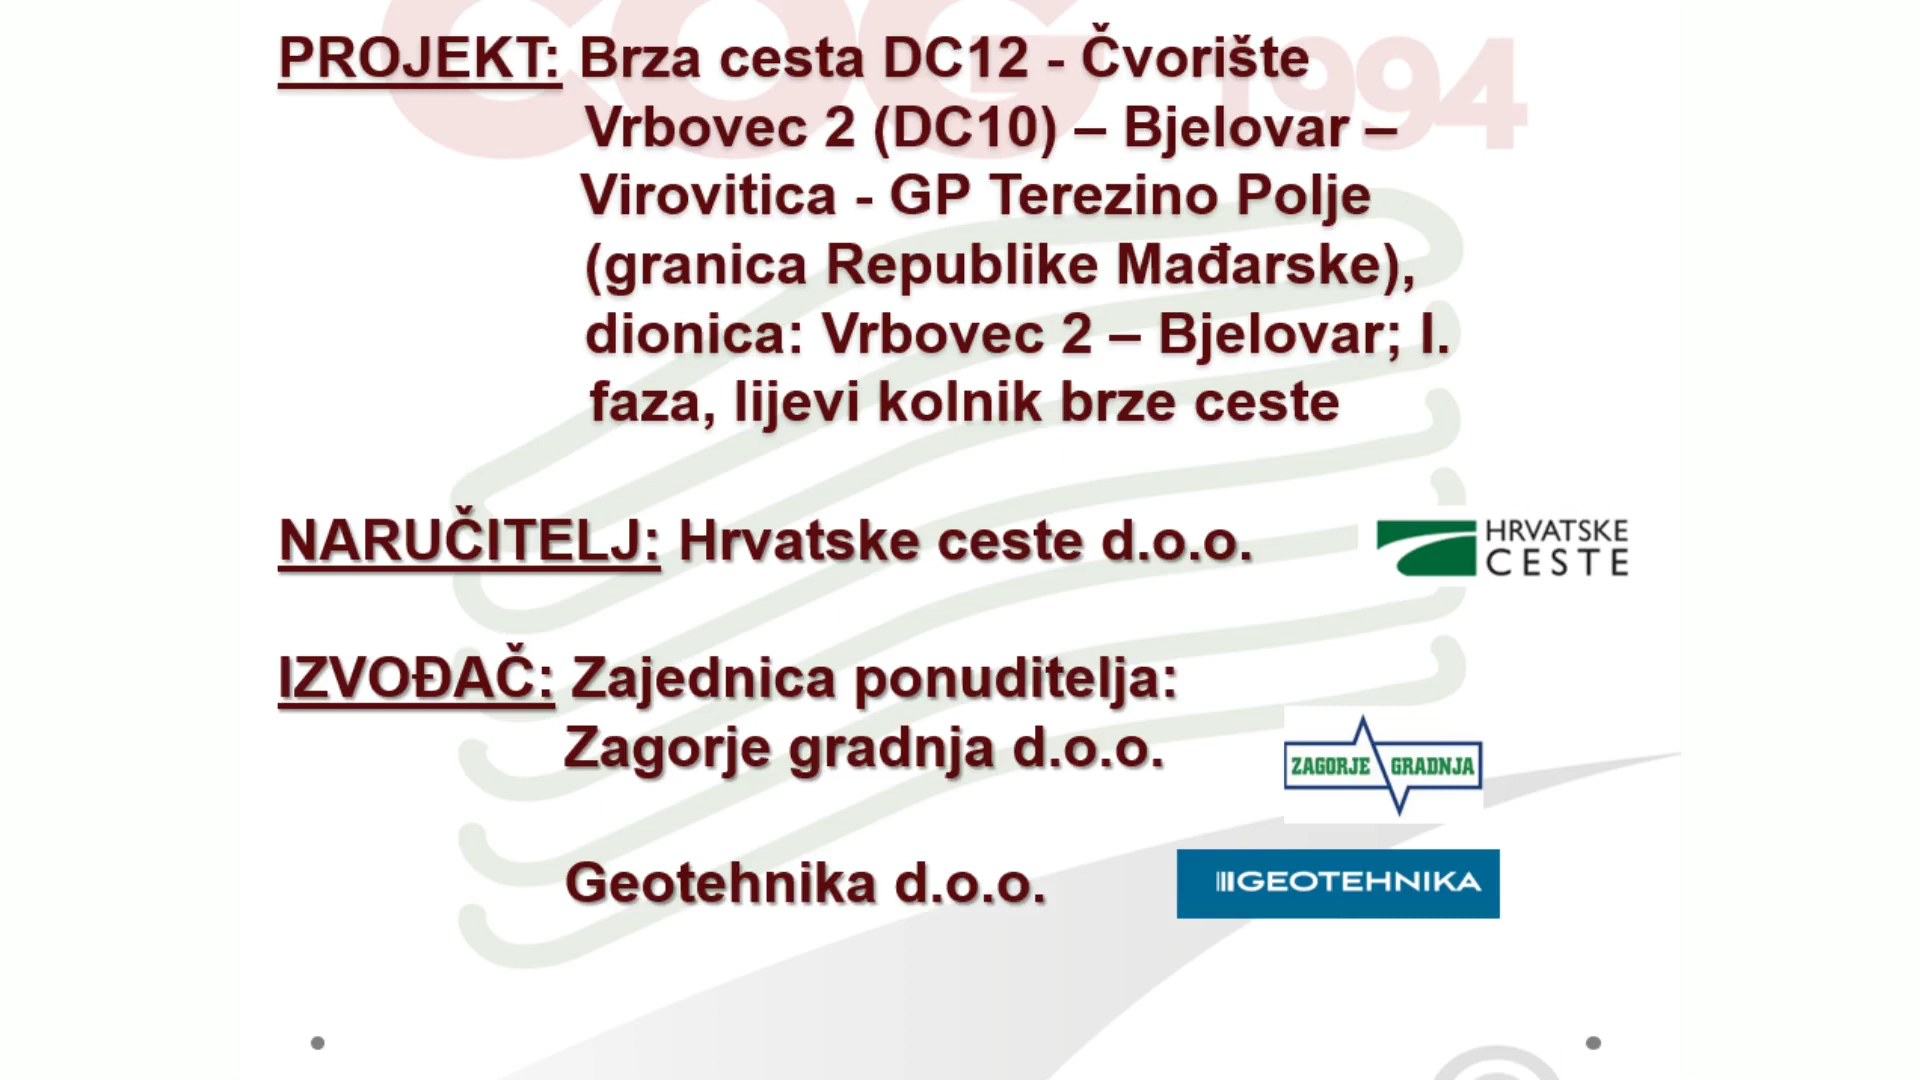 COG 1994
PROJEKT: Brza cesta DC12 - Čvorište
Vrbovec 2 (DC10) – Bjelovar –
Virovitica - GP Terezino Polje
(granica Republike Mađarske),
dionica: Vrbovec 2 – Bjelovar; I.
faza, lijevi kolnik brze ceste
NARUČITELJ: Hrvatske ceste d.o.o.
HRVATSKE
CESTE
IZVOĐAČ: Zajednica ponuditelja:
Zagorje gradnja d.o.o.
ZAGORJE GRADNJA
Geotehnika d.o.o.
GEOTEHNIKA